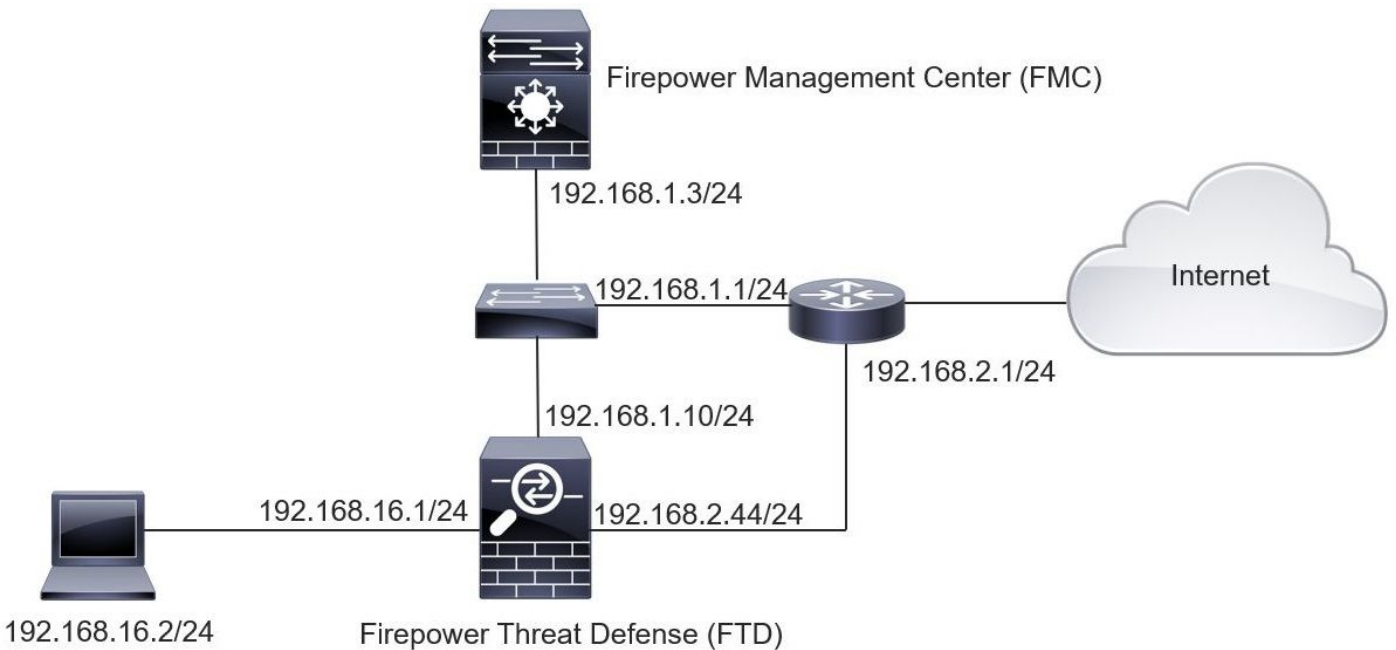 Firepower Management Center (FMC)
192.168.1.3/24
192.168.1.1/24
Internet
192.168.2.1/24
192.168.1.10/24
192.168.16.1/24
192.168.2.44/24
192.168.16.2/24
Firepower Threat Defense (FTD)